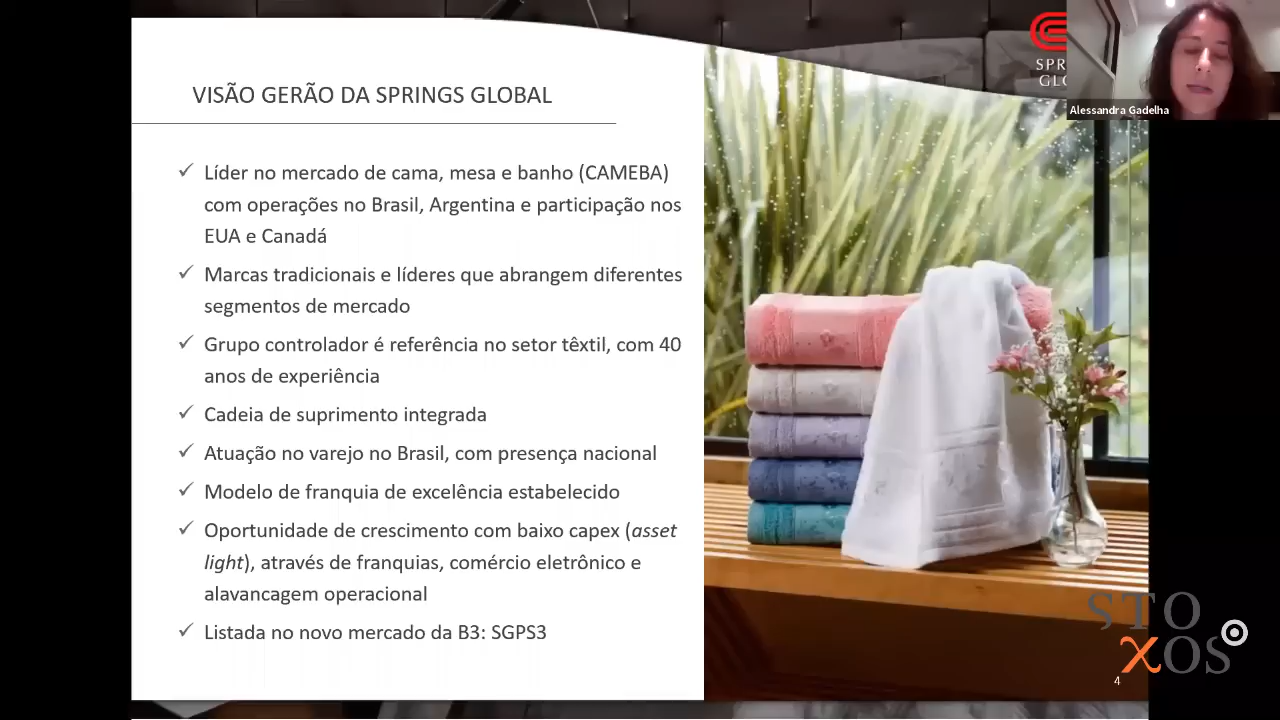 VISÃO GERÃO DA SPRINGS GLOBAL
Líder no mercado de cama, mesa e banho (CAMEBA)
com operações no Brasil, Argentina e participação nos
EUA e Canadá
Marcas tradicionais e líderes que abrangem diferentes
segmentos de mercado
Grupo controlador é referência no setor têxtil, com 40
anos de experiência
Cadeia de suprimento integrada
Atuação no varejo no Brasil, com presença nacional
Modelo de franquia de excelência estabelecido
Oportunidade de crescimento com baixo capex (asset
light), através de franquias, comércio eletrônico e
alavancagem operacional
Listada no novo mercado da B3: SGPS3
SPR
GLO
Alessandra Gadelha
STO
XOS
4